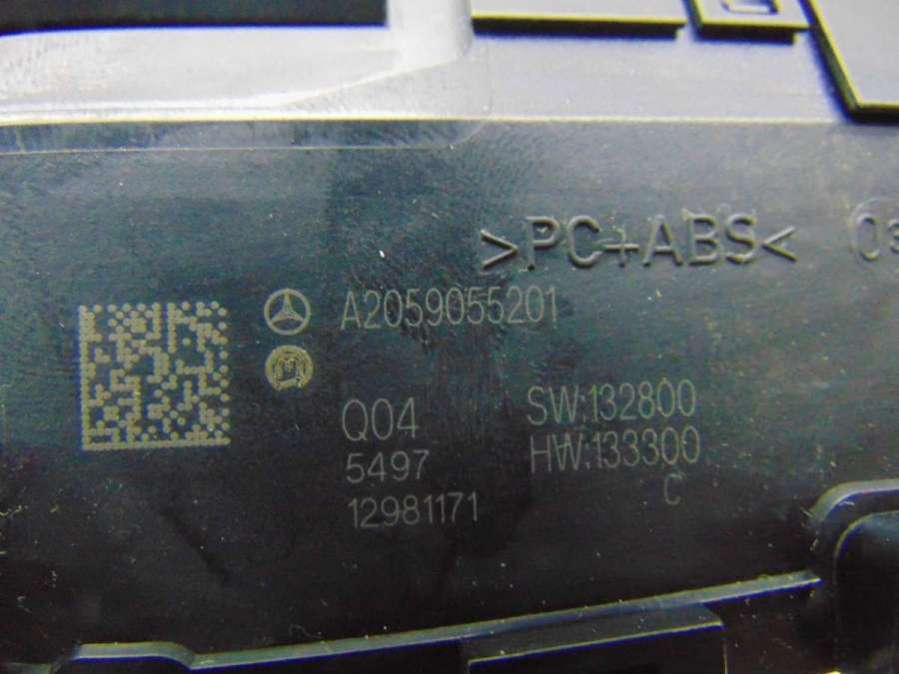 >PC+ABS<
A2059055201
Q04
SW:132800
5497
HW:133300
C
12981171